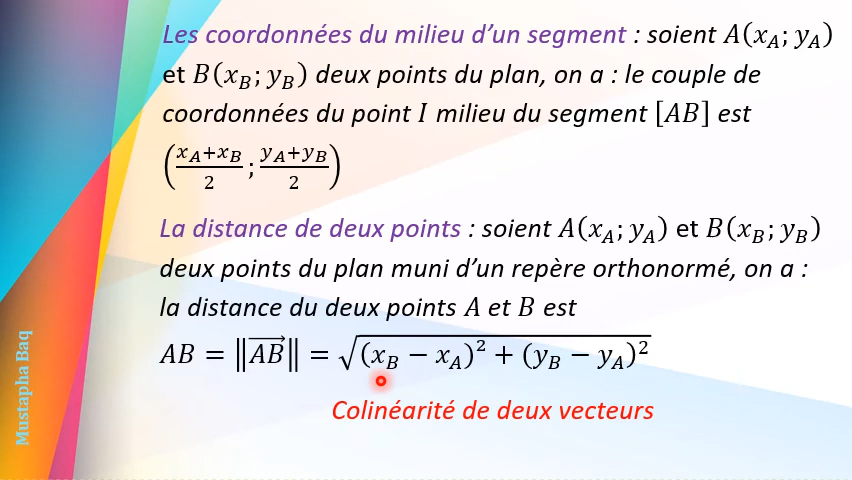 Les coordonnées du milieu d’un segment : soient A(x_A; y_A)
et B(x_B; y_B) deux points du plan, on a : le couple de
coordonnées du point I milieu du segment [AB] est
((x_A+x_B)/2 ; (y_A+y_B)/2)
La distance de deux points : soient A(x_A; y_A) et B(x_B; y_B)
deux points du plan muni d’un repère orthonormé, on a :
la distance du deux points A et B est
AB = ‖\overrightarrow{AB}‖ = √((x_B − x_A)² + (y_B − y_A)²)
Colinéarité de deux vecteurs
Mustapha Baq